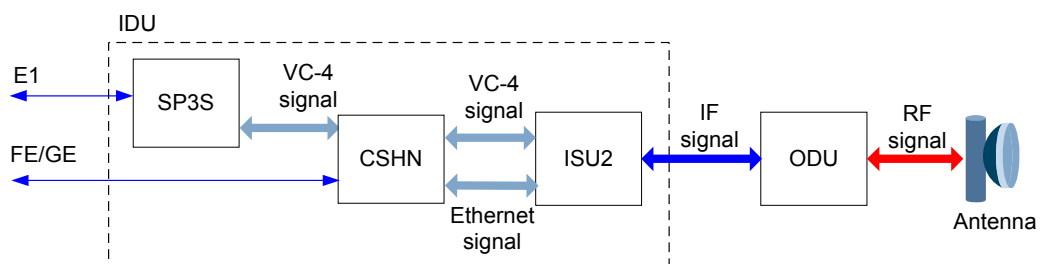 IDU
E1
SP3S
VC-4
signal
VC-4
signal
FE/GE
CSHN
ISU2
IF
signal
ODU
RF
signal
Ethernet
signal
Antenna